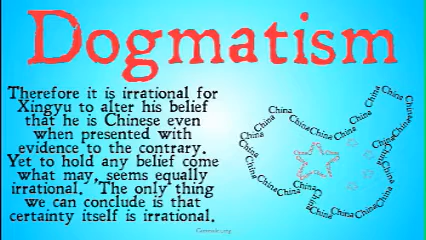 Dogmatism
Therefore it is irrational for
Xingyu to alter his belief
that he is Chinese even
when presented with
evidence to the contrary.
Yet to hold any belief come
what may, seems equally
irrational. The only thing
we can conclude is that
certainty itself is irrational.
China China China China China China China China China China China China China China China China China China China China China